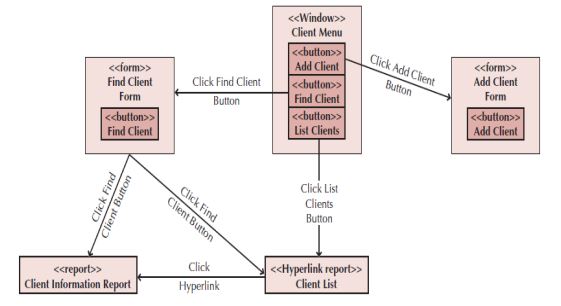 <<Window>>
Client Menu
<<button>>
Add Client
<<button>>
Find Client
<<button>>
List Clients
<<form>>
Find Client
Form
<<button>>
Find Client
Click Find Client
Button
Click Add Client
Button
<<form>>
Add Client
Form
<<button>>
Add Client
Click Find
Client Button
Click Find
Client Button
Click List
Clients
Button
<<report>>
Client Information Report
Click
Hyperlink
<<Hyperlink report>>
Client List